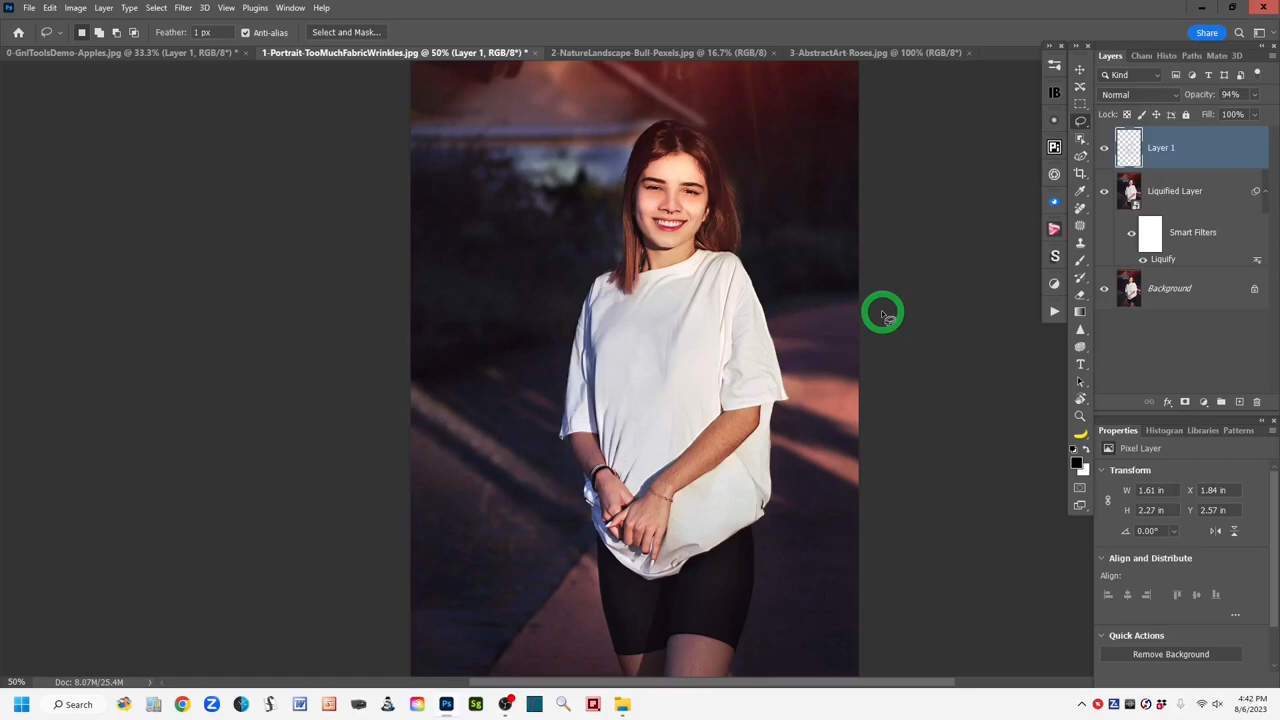 Ps File Edit Image Layer Type Select Filter 3D View Plugins Window Help
Feather: 1 px Anti-alias Select and Mask... Share
0-GnlToolsDemo-Apples.jpg @ 33.3% (Layer 1, RGB/8*) * × 1-Portrait-TooMuchFabricWrinkles.jpg @ 50% (Layer 1, RGB/8*) * × 2-NatureLandscape-Bull-Pexels.jpg @ 16.7% (RGB/8) × 3-AbstractArt-Roses.jpg @ 100% (RGB/8*) ×
Layers Chan Histo Paths Mate 3D
Kind
Normal Opacity: 94%
Lock: Fill: 100%
Layer 1
Liquified Layer
Smart Filters
Liquify
Background
IB
Pi
S
Properties Histogran Libraries Patterns
Pixel Layer
Transform
W 1.61 in X 1.84 in
H 2.27 in Y 2.57 in
0.00°
Align and Distribute
Align:
...
Quick Actions
Remove Background
50% Doc: 8.07M/25.4M
Search Ps Sg 4:42 PM
8/6/2023